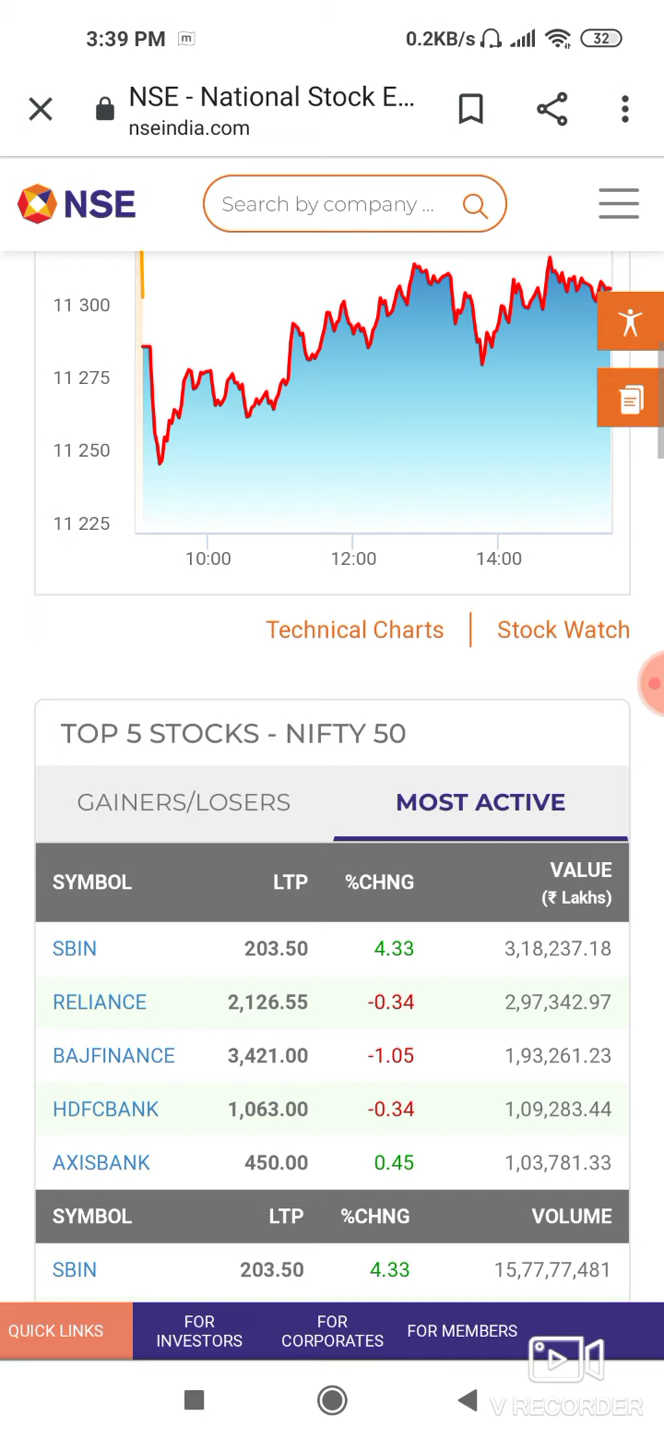 3:39 PM m 0.2KB/s 32
NSE - National Stock E...
nseindia.com
NSE Search by company ...
11 300
11 275
11 250
11 225
10:00 12:00 14:00
Technical Charts | Stock Watch
TOP 5 STOCKS - NIFTY 50
GAINERS/LOSERS MOST ACTIVE
SYMBOL LTP %CHNG VALUE (₹ Lakhs)
SBIN 203.50 4.33 3,18,237.18
RELIANCE 2,126.55 -0.34 2,97,342.97
BAJFINANCE 3,421.00 -1.05 1,93,261.23
HDFCBANK 1,063.00 -0.34 1,09,283.44
AXISBANK 450.00 0.45 1,03,781.33
SYMBOL LTP %CHNG VOLUME
SBIN 203.50 4.33 15,77,77,481
QUICK LINKS FOR INVESTORS FOR CORPORATES FOR MEMBERS
V RECORDER